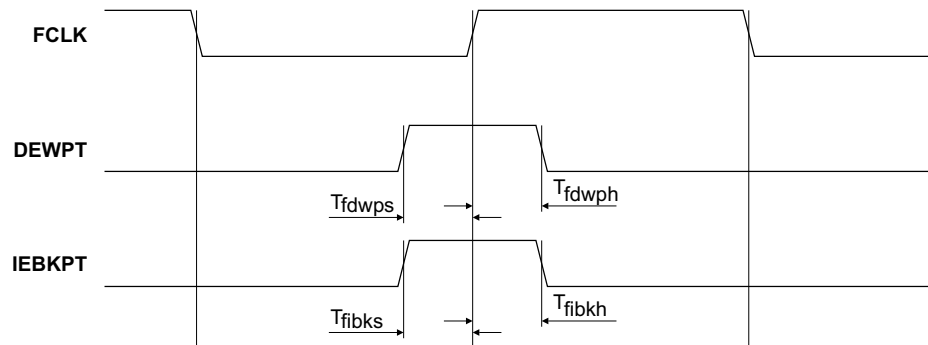 FCLK
DEWPT
Tfdwps
Tfdwph
IEBKPT
Tfibks
Tfibkh